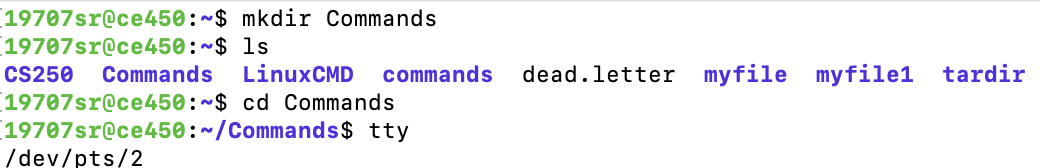 [19707sr@ce450:~$ mkdir Commands
[19707sr@ce450:~$ ls
CS250  Commands  LinuxCMD  commands  dead.letter  myfile  myfile1  tardir
[19707sr@ce450:~$ cd Commands
[19707sr@ce450:~/Commands$ tty
/dev/pts/2